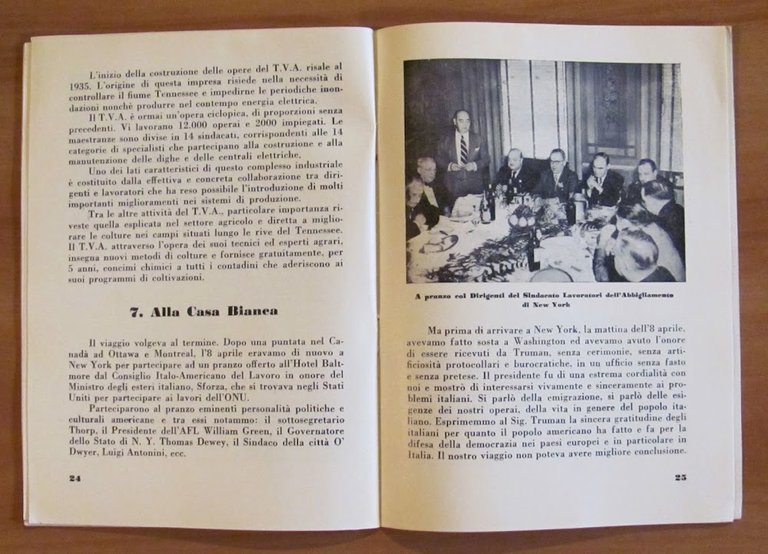 L'inizio della costruzione delle opere del T.V.A. risale al
1935. L'origine di questa impresa risiede nella necessità di
controllare il fiume Tennessee e impedirne le periodiche inon-
dazioni nonchè produrre nel contempo energia elettrica.
Il T.V.A. è ormai un'opera ciclopica, di proporzioni senza
precedenti. Vi lavorano 12.000 operai e 2000 impiegati. Le
maestranze sono divise in 14 sindacati, corrispondenti alle 14
categorie di specialisti che partecipano alla costruzione e alla
manutenzione delle dighe e delle centrali elettriche.
Uno dei lati caratteristici di questo complesso industriale
è costituito dalla effettiva e concreta collaborazione tra diri-
genti e lavoratori che ha reso possibile l'introduzione di molti
importanti miglioramenti nei sistemi di produzione.
Tra le altre attività del T.V.A., particolare importanza ri-
veste quella esplicata nel settore agricolo e diretta a miglio-
rare le colture nei campi situati lungo le rive del Tennessee.
Il T.V.A. attraverso l'opera dei suoi tecnici ed esperti agrari,
insegna nuovi metodi di colture e fornisce gratuitamente, per
5 anni, concimi chimici a tutti i contadini che aderiscono ai
suoi programmi di coltivazioni.
7. Alla Casa Bianca
Il viaggio volgeva al termine. Dopo una puntata nel Ca-
nadà ad Ottawa e Montreal, l'8 aprile eravamo di nuovo a
New York per partecipare ad un pranzo offerto all'Hotel Balt-
more dal Consiglio Italo-Americano del Lavoro in onore del
Ministro degli esteri italiano, Sforza, che si trovava negli Stati
Uniti per partecipare ai lavori dell'ONU.
Parteciparono al pranzo eminenti personalità politiche e
culturali americane e tra essi notammo: il sottosegretario
Thorp, il Presidente dell'AFL William Green, il Governatore
dello Stato di N. Y. Thomas Dewey, il Sindaco della città O'
Dwyer, Luigi Antonini, ecc.
24
A pranzo col Dirigenti del Sindacato Lavoratori dell'Abbigliamento
di New York
Ma prima di arrivare a New York, la mattina dell'8 aprile,
avevamo fatto sosta a Washington ed avevamo avuto l'onore
di essere ricevuti da Truman, senza cerimonie, senza arti-
ficiosità protocollari e burocratiche, in un ufficio senza fasto
e senza pretese. Il presidente fu di una estrema cordialità con
noi e mostrò di interessarsi vivamente e sinceramente ai pro-
blemi italiani. Si parlò della emigrazione, si parlò delle esi-
genze dei nostri operai, della vita in genere del popolo ita-
liano. Esprimemmo al Sig. Truman la sincera gratitudine degli
italiani per quanto il popolo americano ha fatto e fa per la
difesa della democrazia nei paesi europei e in particolare in
Italia. Il nostro viaggio non poteva avere migliore conclusione.
25